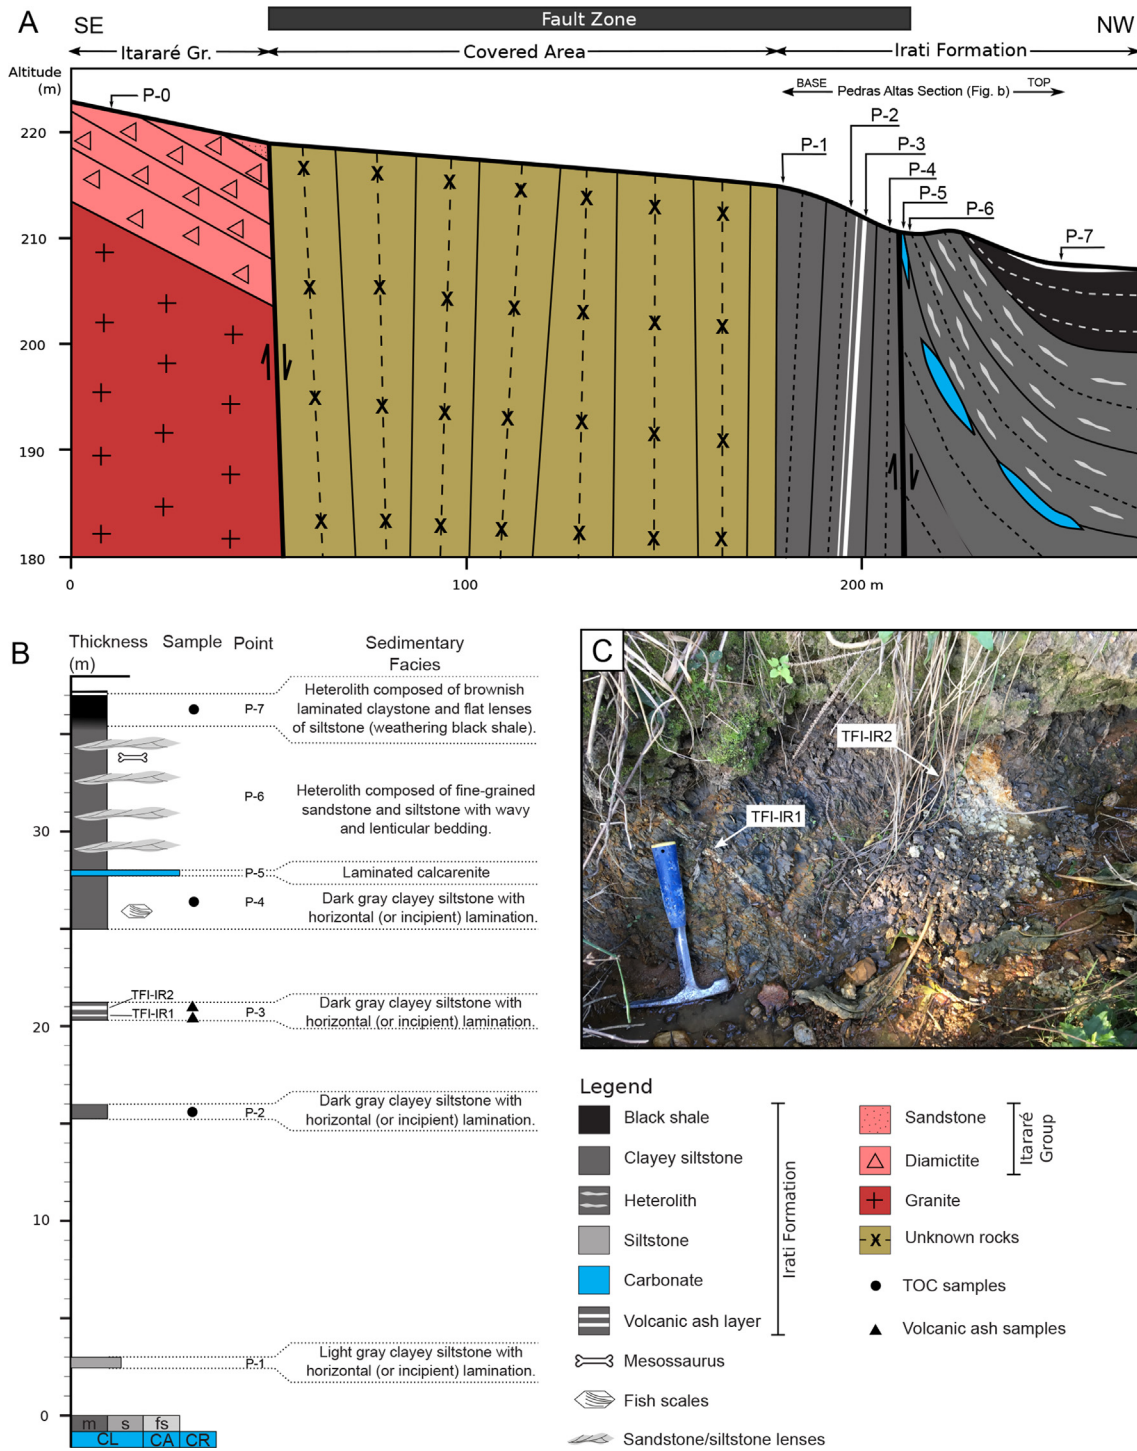 A
SE
Fault Zone
NW
Itararé Gr.
Covered Area
Irati Formation
Altitude
(m)
BASE
Pedras Altas Section (Fig. b)
TOP
P-0
P-1
P-2
P-3
P-4
P-5
P-6
P-7
220
210
200
190
180
0
100
200 m
B
Thickness
(m)
Sample
Point
Sedimentary
Facies
P-7
Heterolith composed of brownish
laminated claystone and flat lenses
of siltstone (weathering black shale).
P-6
Heterolith composed of fine-grained
sandstone and siltstone with wavy
and lenticular bedding.
30
P-5
Laminated calcarenite
P-4
Dark gray clayey siltstone with
horizontal (or incipient) lamination.
TFI-IR2
TFI-IR1
P-3
Dark gray clayey siltstone with
horizontal (or incipient) lamination.
20
P-2
Dark gray clayey siltstone with
horizontal (or incipient) lamination.
10
P-1
Light gray clayey siltstone with
horizontal (or incipient) lamination.
0
m
s
fs
CL
CA
CR
C
TFI-IR2
TFI-IR1
Legend
Black shale
Clayey siltstone
Heterolith
Siltstone
Carbonate
Volcanic ash layer
Irati Formation
Mesossaurus
Fish scales
Sandstone/siltstone lenses
Sandstone
Diamictite
Itararé
Group
Granite
Unknown rocks
TOC samples
Volcanic ash samples